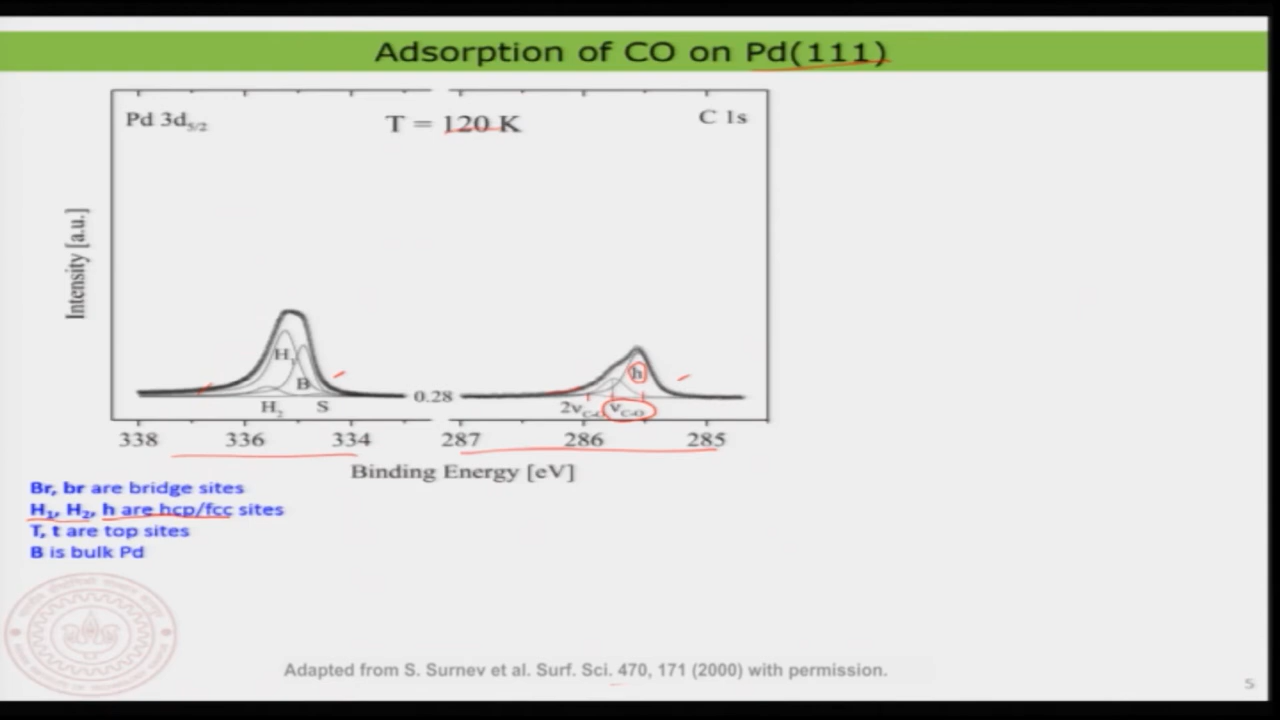 Adsorption of CO on Pd(111)
Pd 3d5/2
T = 120 K
C 1s
Intensity [a.u.]
H1
B
H2
S
0.28
h
2νC-O
νC-O
338 336 334 287 286 285
Binding Energy [eV]
Br, br are bridge sites
H1, H2, h are hcp/fcc sites
T, t are top sites
B is bulk Pd
Adapted from S. Surnev et al. Surf. Sci. 470, 171 (2000) with permission.
5